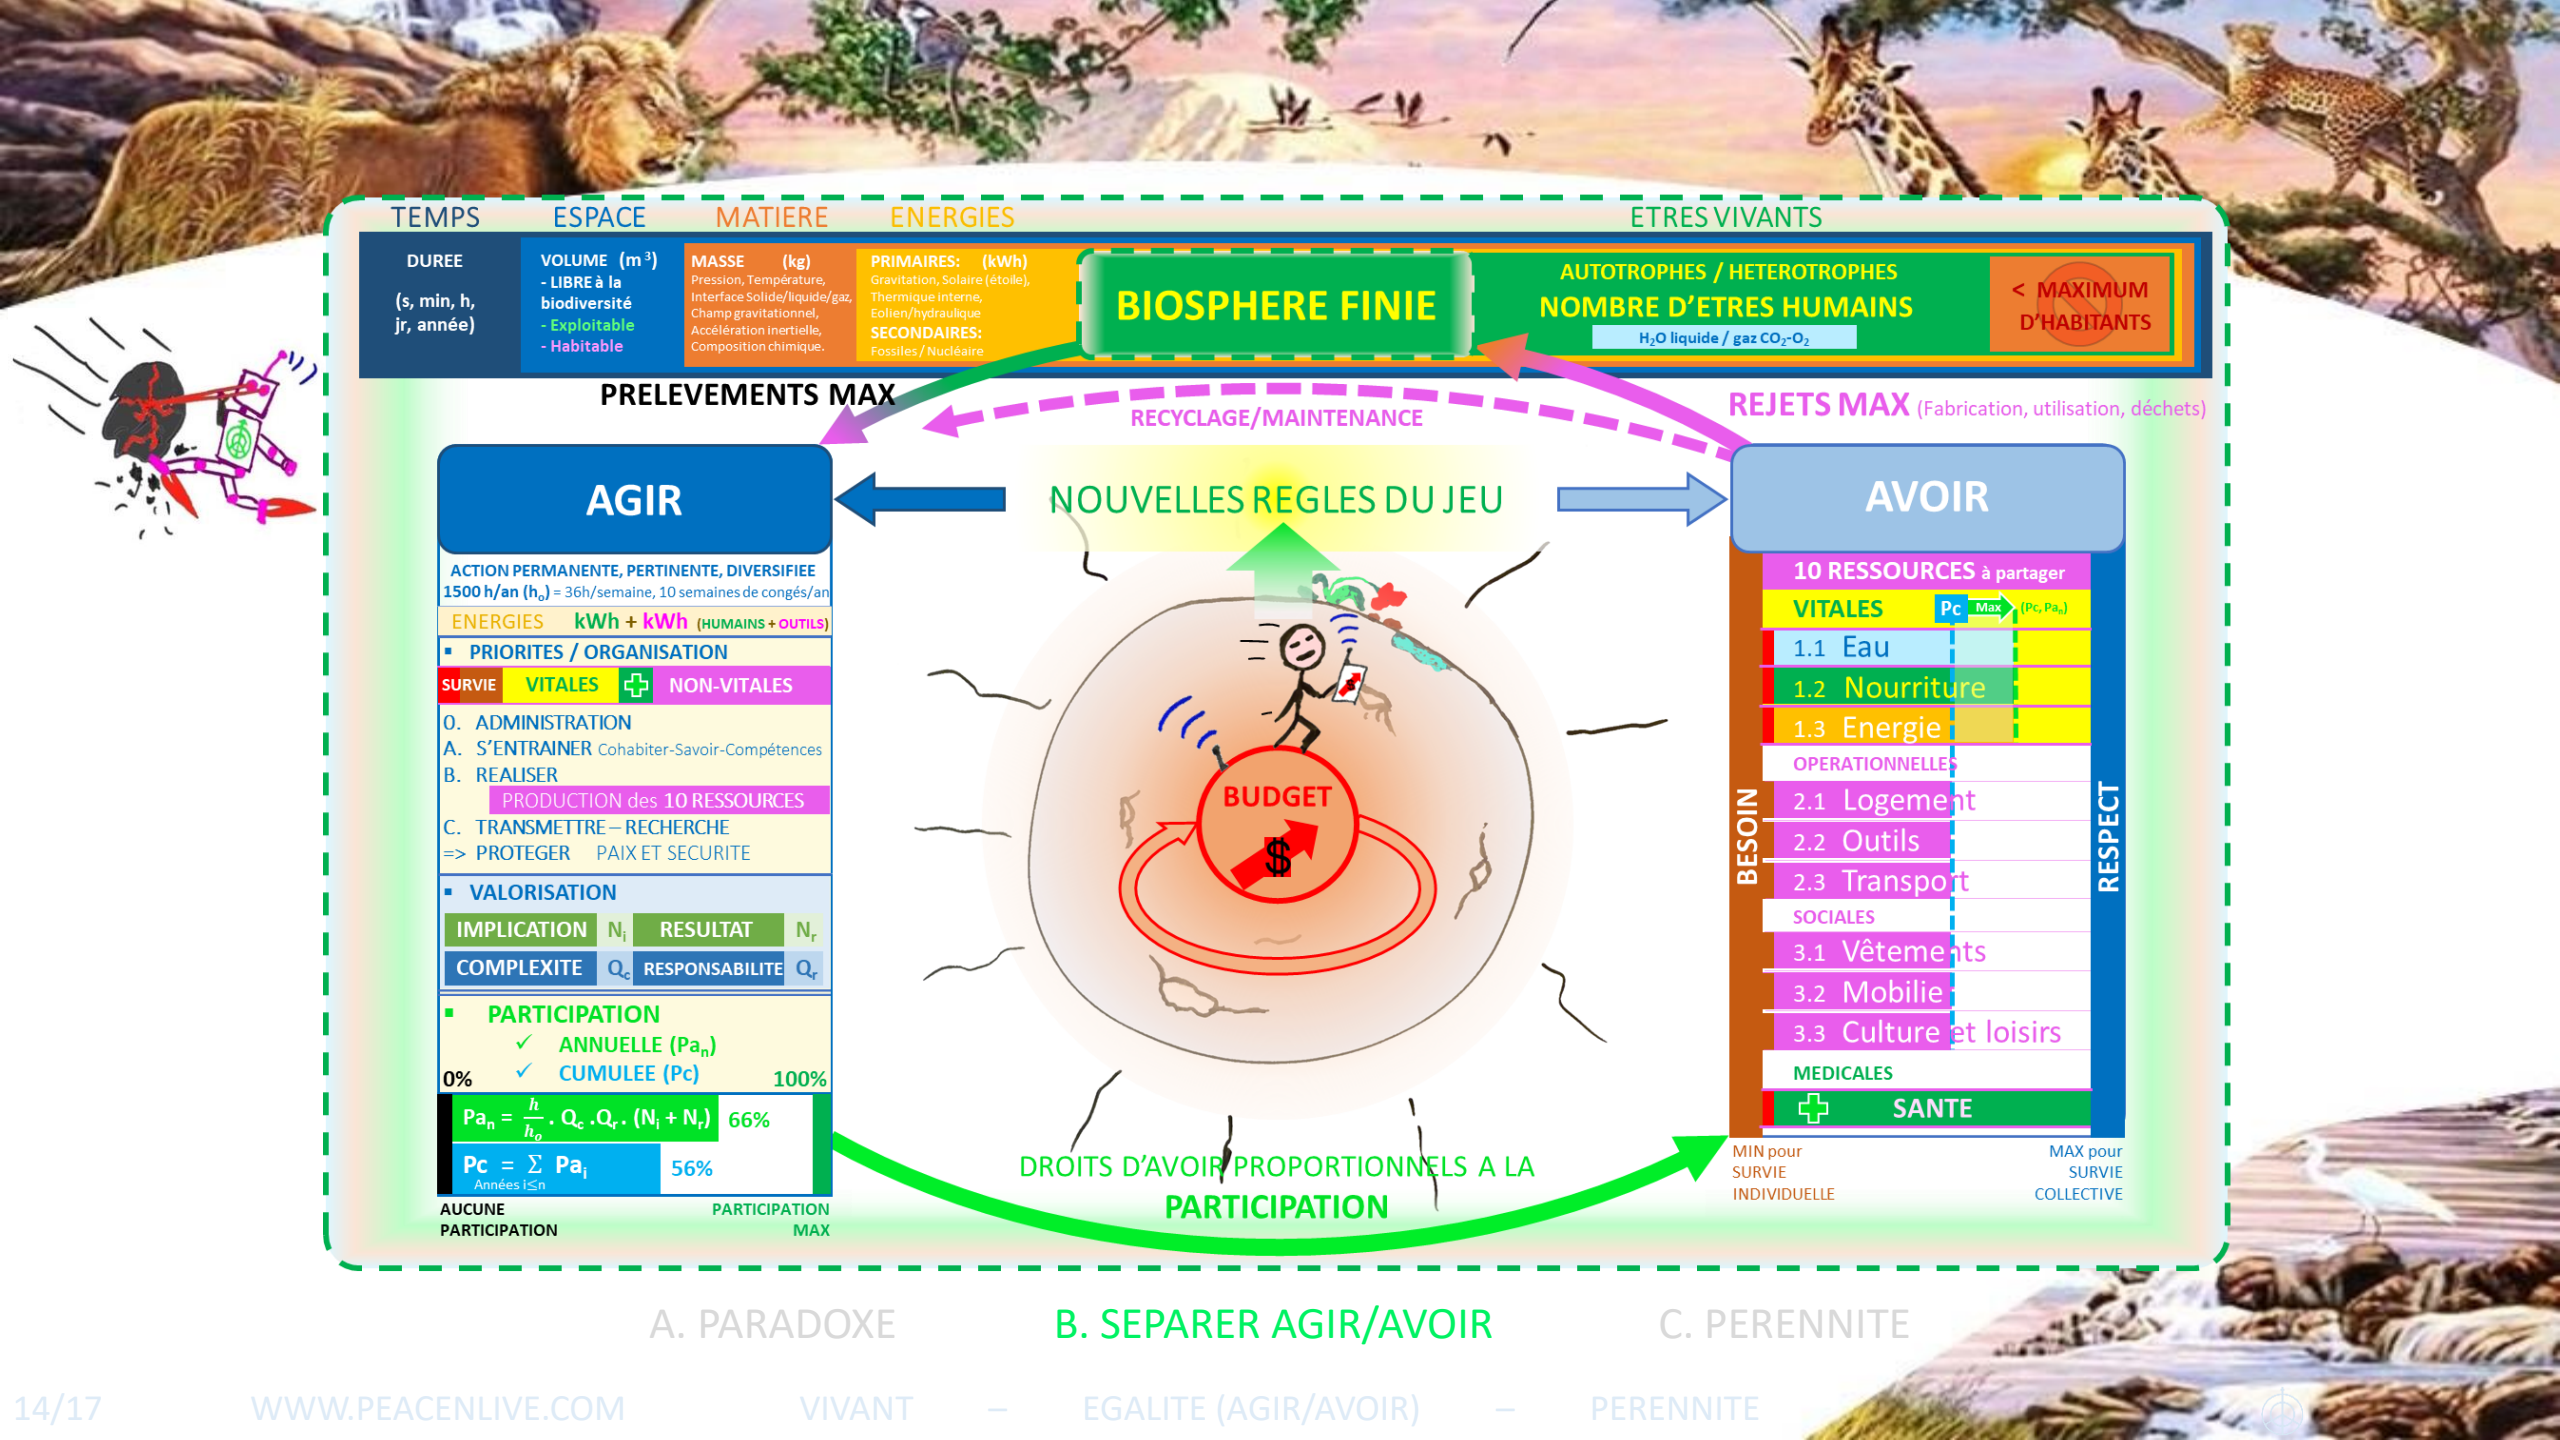 TEMPS ESPACE MATIERE ENERGIES ETRES VIVANTS
DUREE
(s, min, h,
jr, année)
VOLUME (m³)
- LIBRE à la
biodiversité
- Exploitable
- Habitable
MASSE (kg)
Pression, Température,
Interface Solide/liquide/gaz,
Champ gravitationnel,
Accélération inertielle,
Composition chimique.
PRIMAIRES: (kWh)
Gravitation, Solaire (étoile),
Thermique interne,
Eolien/hydraulique
SECONDAIRES:
Fossiles / Nucléaire
BIOSPHERE FINIE
AUTOTROPHES / HETEROTROPHES
NOMBRE D'ETRES HUMAINS
H₂O liquide / gaz CO₂-O₂
< MAXIMUM
D'HABITANTS
PRELEVEMENTS MAX
RECYCLAGE/MAINTENANCE
REJETS MAX (Fabrication, utilisation, déchets)
AGIR
NOUVELLES REGLES DU JEU
AVOIR
ACTION PERMANENTE, PERTINENTE, DIVERSIFIEE
1500 h/an (h₀) = 36h/semaine, 10 semaines de congés/an
ENERGIES kWh + kWh (HUMAINS + OUTILS)
▪ PRIORITES / ORGANISATION
SURVIE VITALES NON-VITALES
0. ADMINISTRATION
A. S'ENTRAINER Cohabiter-Savoir-Compétences
B. REALISER
PRODUCTION des 10 RESSOURCES
C. TRANSMETTRE – RECHERCHE
=> PROTEGER PAIX ET SECURITE
▪ VALORISATION
IMPLICATION Nᵢ RESULTAT Nᵣ
COMPLEXITE Qc RESPONSABILITE Qᵣ
▪ PARTICIPATION
✓ ANNUELLE (Paₙ)
✓ CUMULEE (Pc)
0% 100%
Paₙ = h/h₀ . Qc .Qᵣ . (Nᵢ + Nᵣ) 66%
Pc = Σ Paᵢ 56%
Années i≤n
AUCUNE
PARTICIPATION
PARTICIPATION
MAX
BUDGET
$
DROITS D'AVOIR PROPORTIONNELS A LA
PARTICIPATION
BESOIN
10 RESSOURCES à partager
VITALES Pc Max (Pc, Paₙ)
1.1 Eau
1.2 Nourriture
1.3 Energie
OPERATIONNELLES
2.1 Logement
2.2 Outils
2.3 Transport
SOCIALES
3.1 Vêtements
3.2 Mobilie
3.3 Culture et loisirs
MEDICALES
SANTE
RESPECT
MIN pour
SURVIE
INDIVIDUELLE
MAX pour
SURVIE
COLLECTIVE
A. PARADOXE B. SEPARER AGIR/AVOIR C. PERENNITE
14/17 WWW.PEACENLIVE.COM VIVANT – EGALITE (AGIR/AVOIR) – PERENNITE